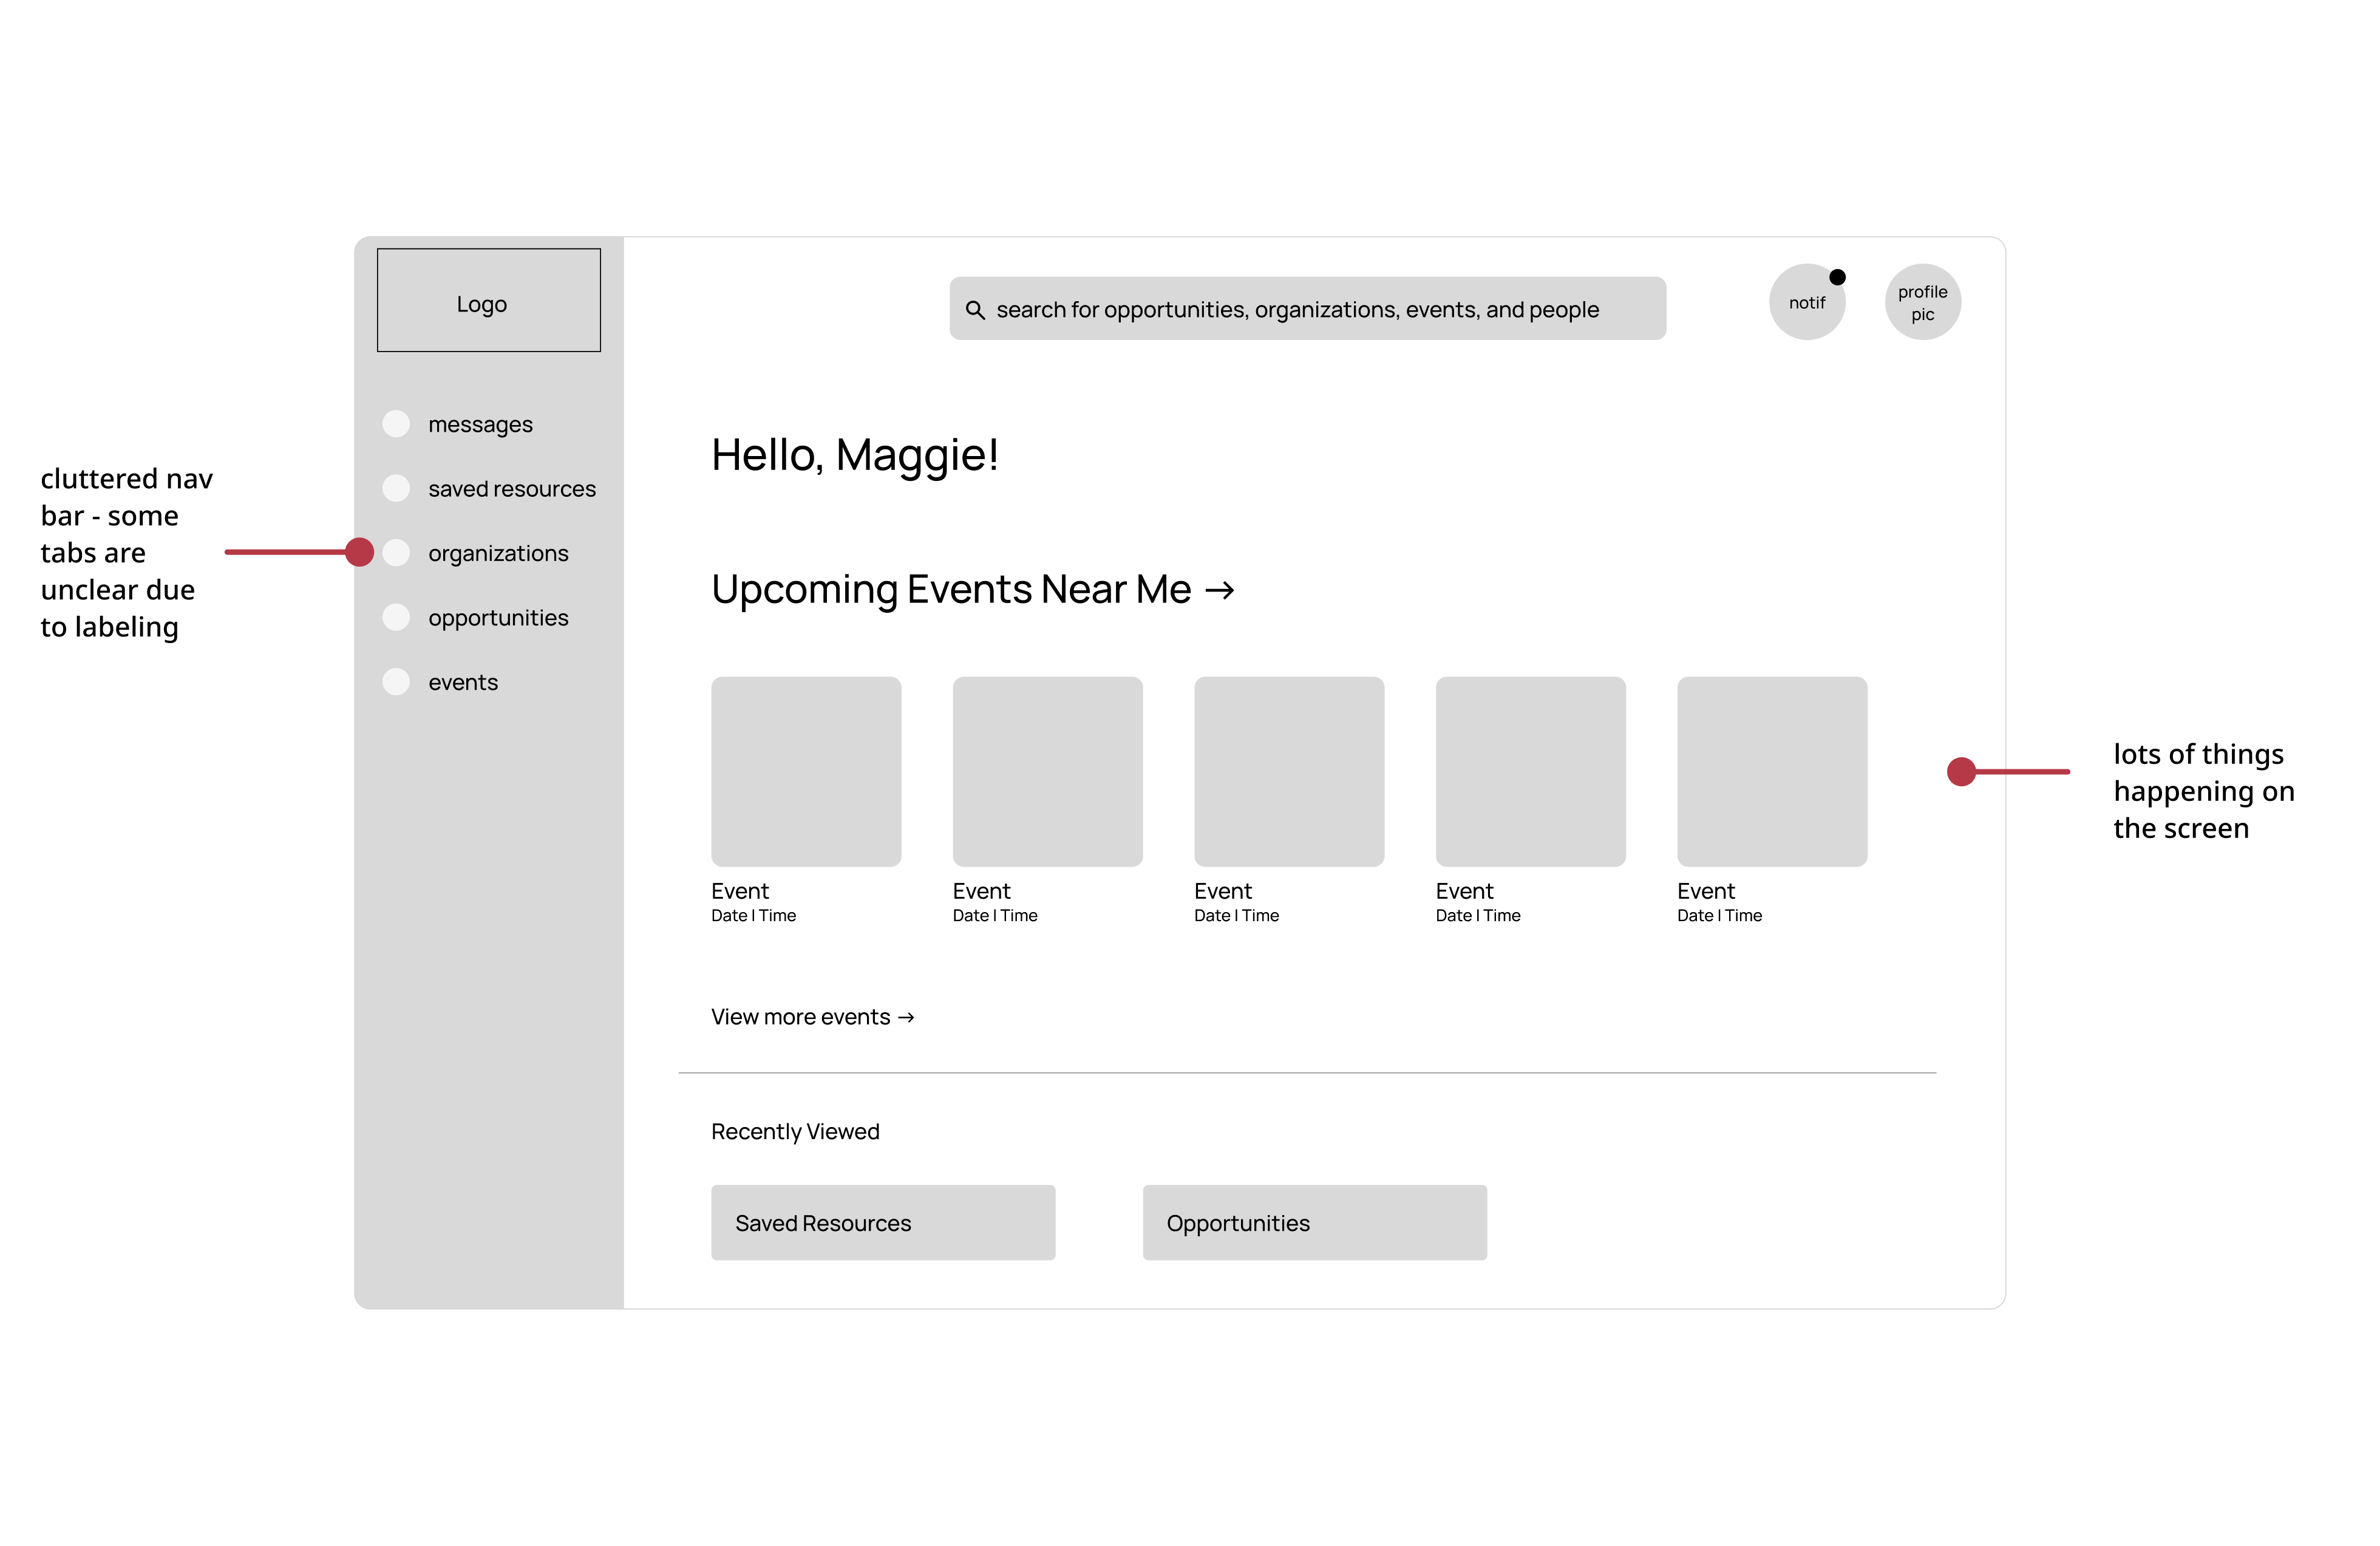 Logo
search for opportunities, organizations, events, and people
notif
profile
pic
messages
saved resources
organizations
opportunities
events
cluttered nav
bar - some
tabs are
unclear due
to labeling
Hello, Maggie!
Upcoming Events Near Me →
Event
Date | Time
Event
Date | Time
Event
Date | Time
Event
Date | Time
Event
Date | Time
lots of things
happening on
the screen
View more events →
Recently Viewed
Saved Resources
Opportunities